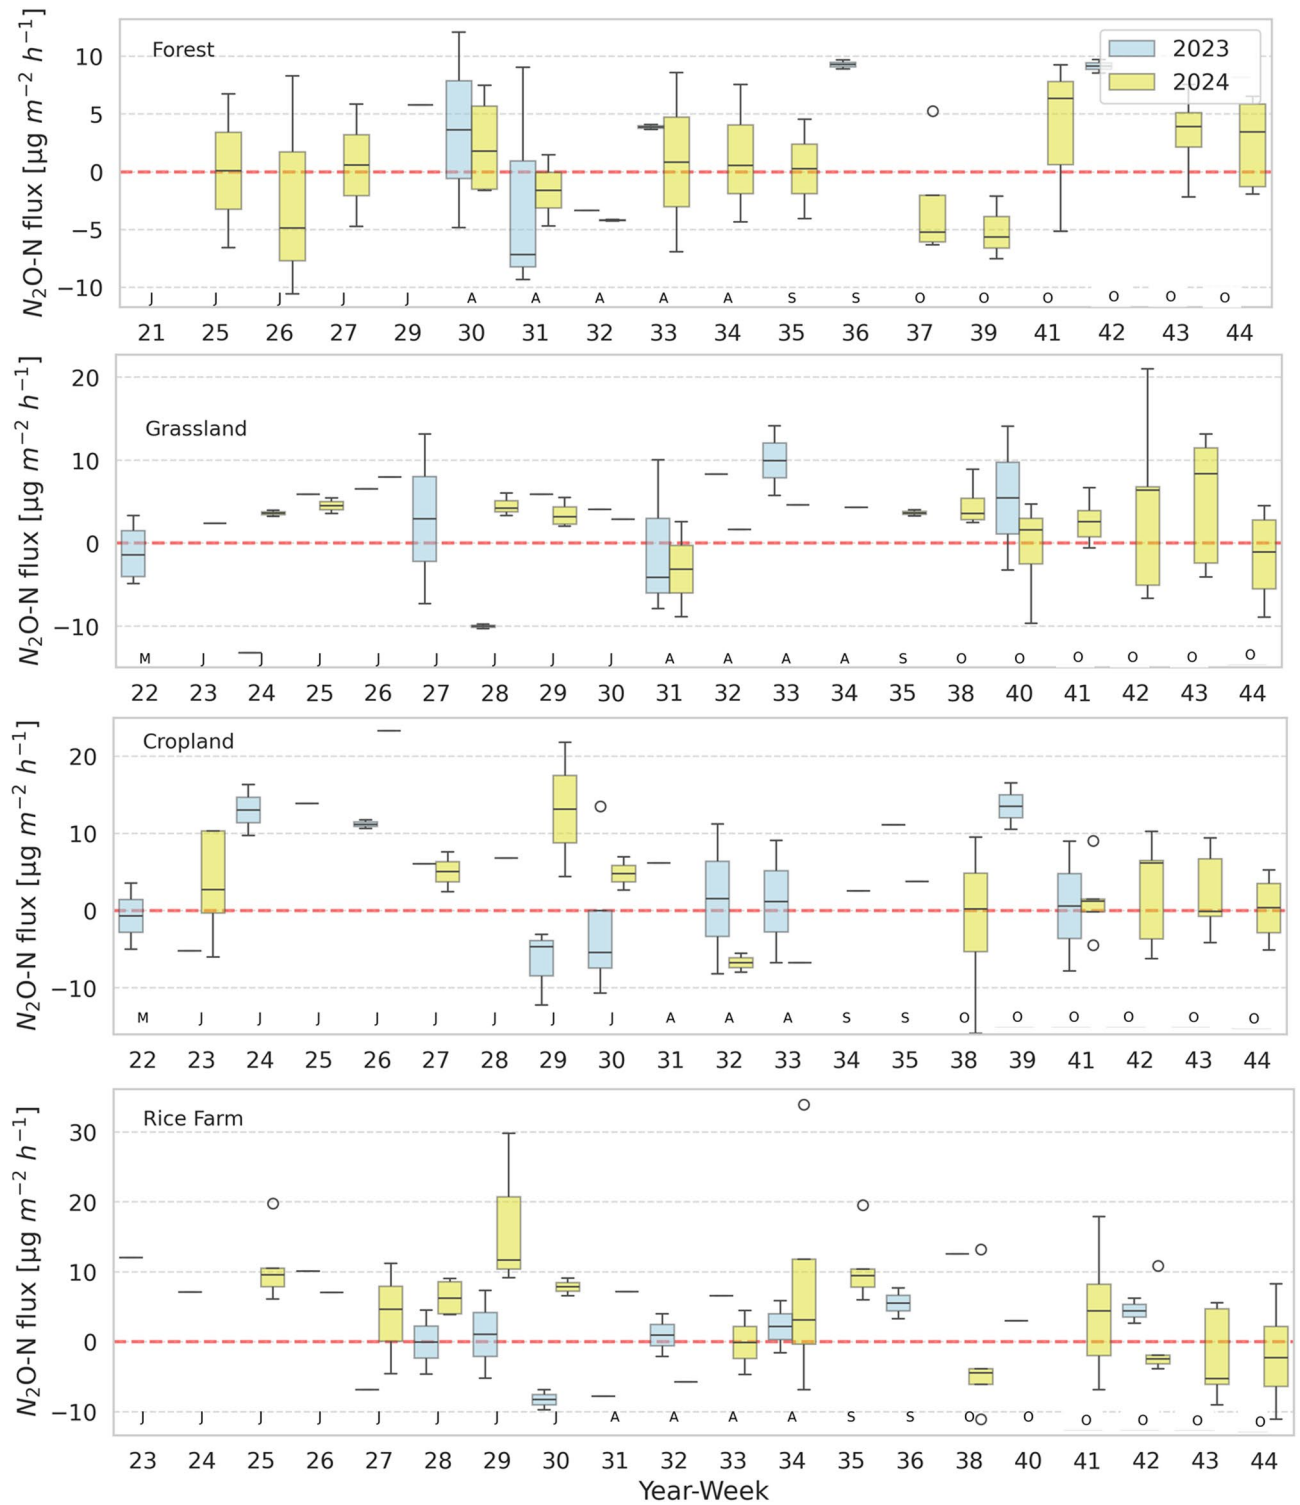 N₂O-N flux [µg m⁻² h⁻¹]
Forest
2023
2024
10
5
0
−5
−10
J J J J J A A A A A S S O O O O O O
21 25 26 27 29 30 31 32 33 34 35 36 37 39 41 42 43 44
N₂O-N flux [µg m⁻² h⁻¹]
Grassland
20
10
0
−10
M J J J J J J J J A A A A S O O O O O O
22 23 24 25 26 27 28 29 30 31 32 33 34 35 38 40 41 42 43 44
N₂O-N flux [µg m⁻² h⁻¹]
Cropland
20
10
0
−10
M J J J J J J J J A A A S S O O O O O O
22 23 24 25 26 27 28 29 30 31 32 33 34 35 38 39 41 42 43 44
N₂O-N flux [µg m⁻² h⁻¹]
Rice Farm
30
20
10
0
−10
J J J J J J J J A A A A S S O O O O O O
23 24 25 26 27 28 29 30 31 32 33 34 35 36 38 40 41 42 43 44
Year-Week